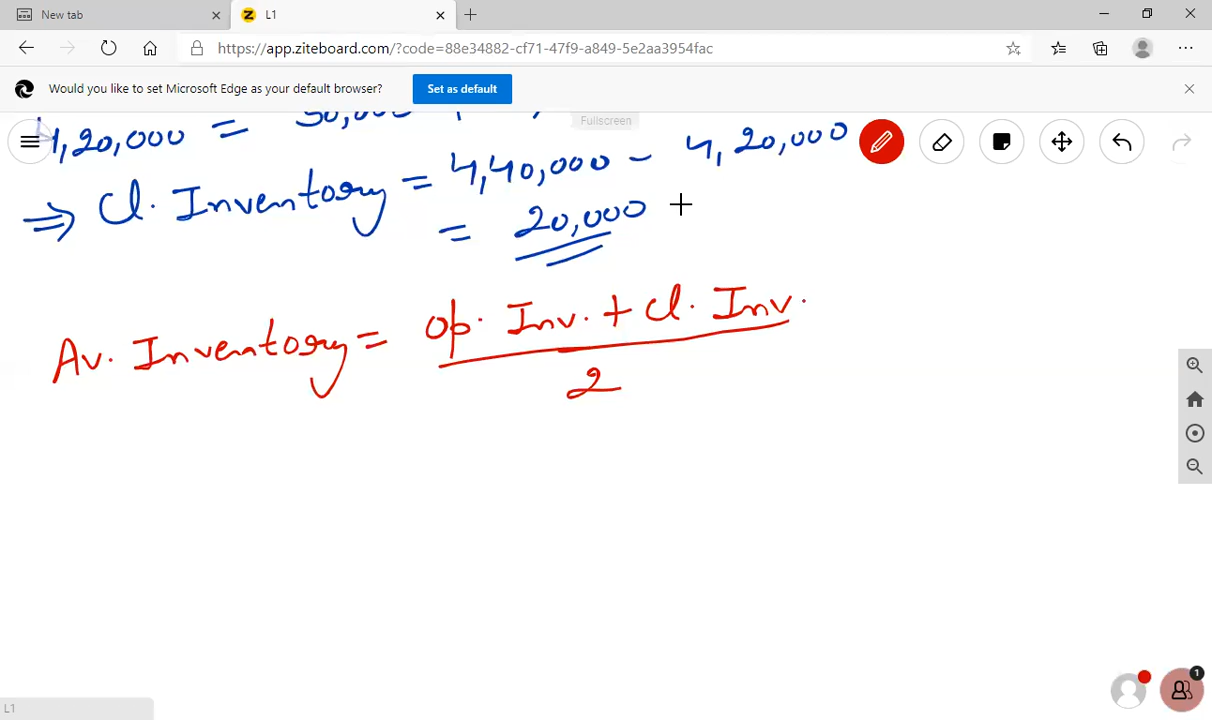 New tab
L1
https://app.ziteboard.com/?code=88e34882-cf71-47f9-a849-5e2aa3954fac
Would you like to set Microsoft Edge as your default browser? Set as default
Fullscreen
4,20,000 =
⇒ Cl. Inventory = 4,40,000 - 4,20,000
= 20,000
Av. Inventory = Op. Inv. + Cl. Inv.
2
L1
1